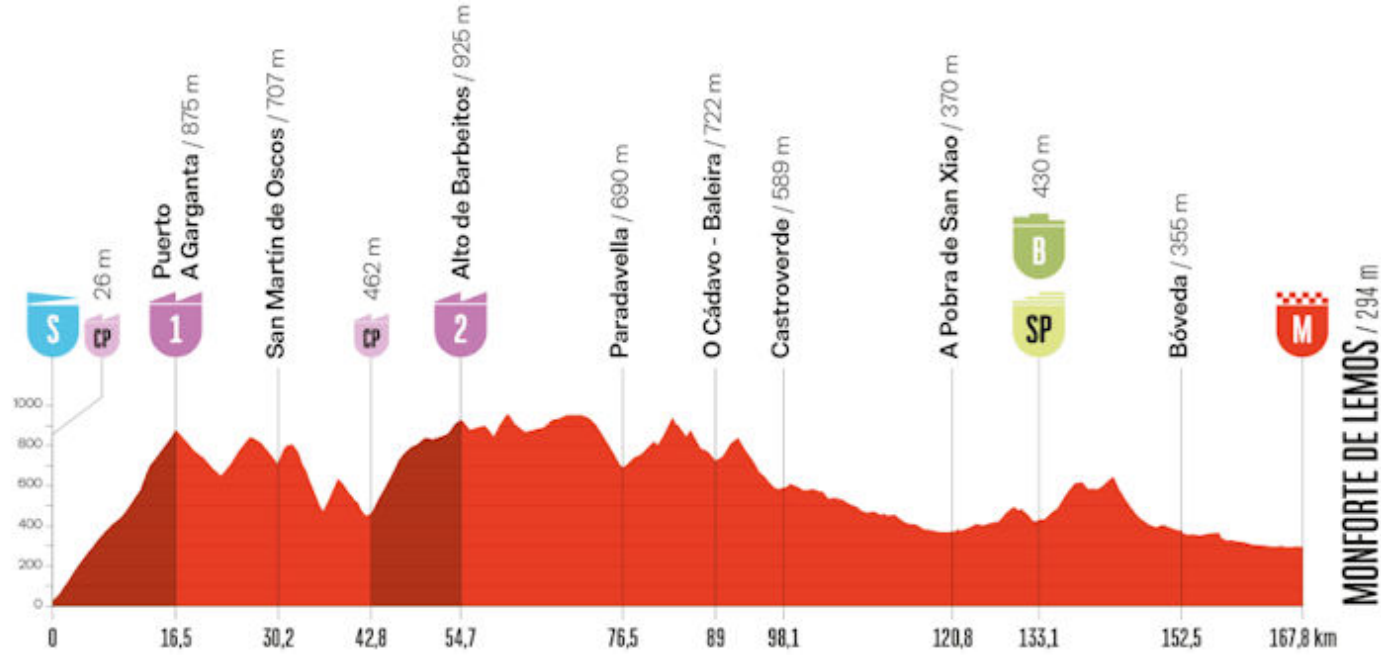 S
CP
26 m
1
Puerto
A Garganta / 875 m
San Martín de Oscos / 707 m
CP
462 m
2
Alto de Barbeitos / 925 m
Paradavella / 690 m
O Cádavo - Baleira / 722 m
Castroverde / 589 m
A Pobra de San Xiao / 370 m
430 m
B
SP
Bóveda / 355 m
M
MONFORTE DE LEMOS / 294 m
1000
800
600
400
200
0
0
16,5
30,2
42,8
54,7
76,5
89
98,1
120,8
133,1
152,5
167,8 km